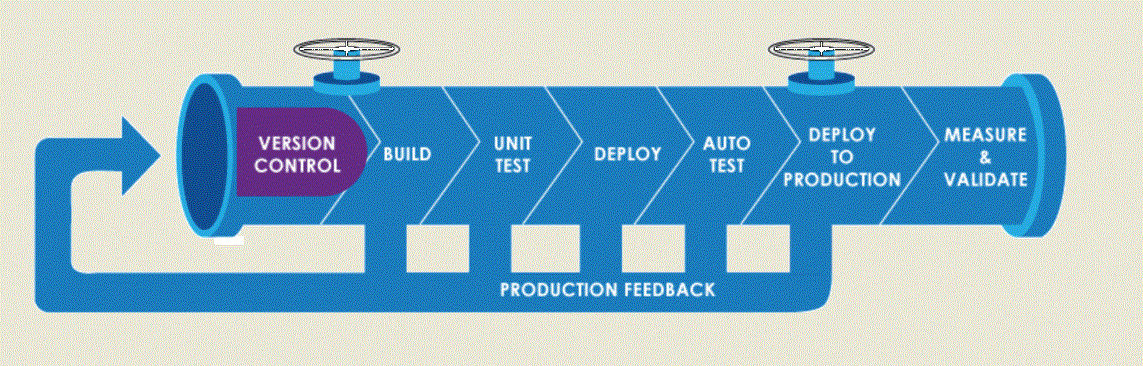 VERSION
CONTROL
BUILD
UNIT
TEST
DEPLOY
AUTO
TEST
DEPLOY
TO
PRODUCTION
MEASURE
&
VALIDATE
PRODUCTION FEEDBACK